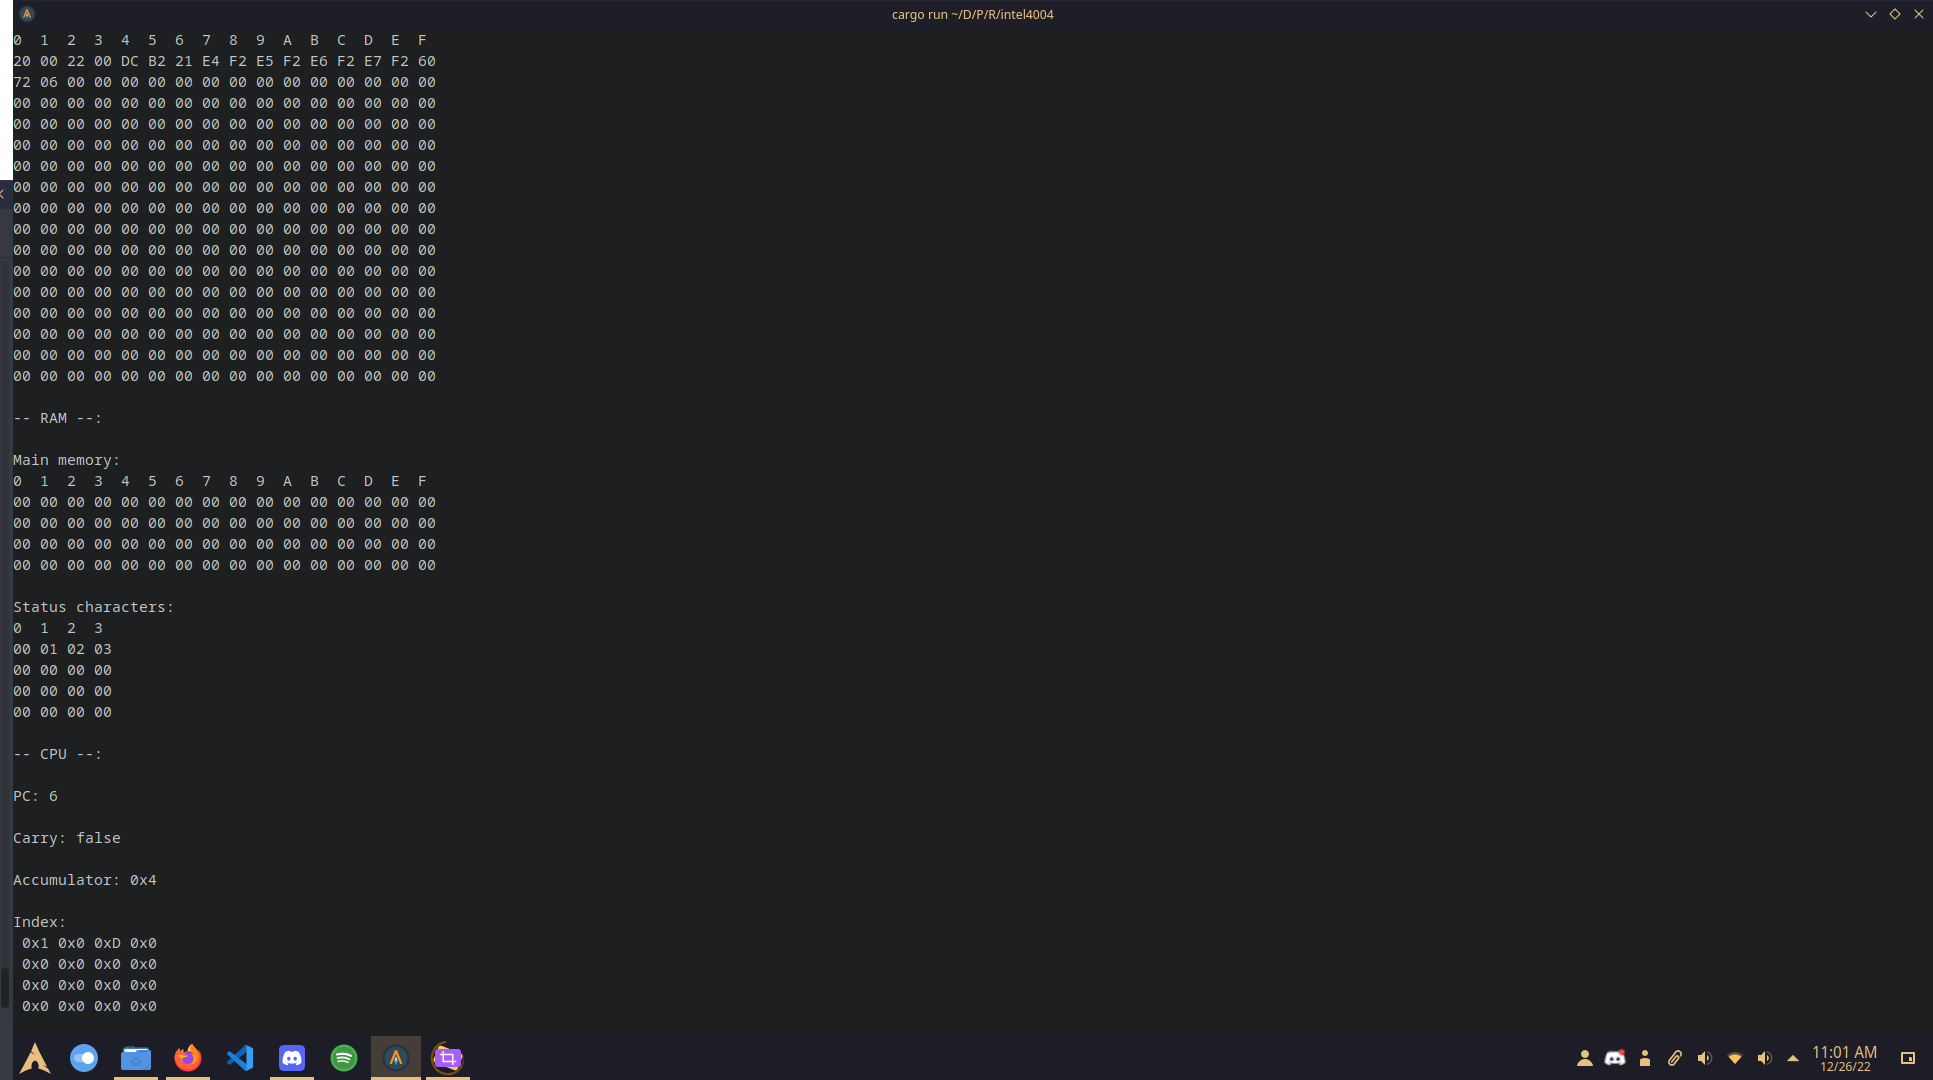 cargo run ~/D/P/R/intel4004
0 1 2 3 4 5 6 7 8 9 A B C D E F
20 00 22 00 DC B2 21 E4 F2 E5 F2 E6 F2 E7 F2 60
72 06 00 00 00 00 00 00 00 00 00 00 00 00 00 00
00 00 00 00 00 00 00 00 00 00 00 00 00 00 00 00
00 00 00 00 00 00 00 00 00 00 00 00 00 00 00 00
00 00 00 00 00 00 00 00 00 00 00 00 00 00 00 00
00 00 00 00 00 00 00 00 00 00 00 00 00 00 00 00
00 00 00 00 00 00 00 00 00 00 00 00 00 00 00 00
00 00 00 00 00 00 00 00 00 00 00 00 00 00 00 00
00 00 00 00 00 00 00 00 00 00 00 00 00 00 00 00
00 00 00 00 00 00 00 00 00 00 00 00 00 00 00 00
00 00 00 00 00 00 00 00 00 00 00 00 00 00 00 00
00 00 00 00 00 00 00 00 00 00 00 00 00 00 00 00
00 00 00 00 00 00 00 00 00 00 00 00 00 00 00 00
00 00 00 00 00 00 00 00 00 00 00 00 00 00 00 00
00 00 00 00 00 00 00 00 00 00 00 00 00 00 00 00
00 00 00 00 00 00 00 00 00 00 00 00 00 00 00 00
-- RAM --:
Main memory:
0 1 2 3 4 5 6 7 8 9 A B C D E F
00 00 00 00 00 00 00 00 00 00 00 00 00 00 00 00
00 00 00 00 00 00 00 00 00 00 00 00 00 00 00 00
00 00 00 00 00 00 00 00 00 00 00 00 00 00 00 00
00 00 00 00 00 00 00 00 00 00 00 00 00 00 00 00
Status characters:
0 1 2 3
00 01 02 03
00 00 00 00
00 00 00 00
00 00 00 00
-- CPU --:
PC: 6
Carry: false
Accumulator: 0x4
Index:
0x1 0x0 0xD 0x0
0x0 0x0 0x0 0x0
0x0 0x0 0x0 0x0
0x0 0x0 0x0 0x0
11:01 AM
12/26/22